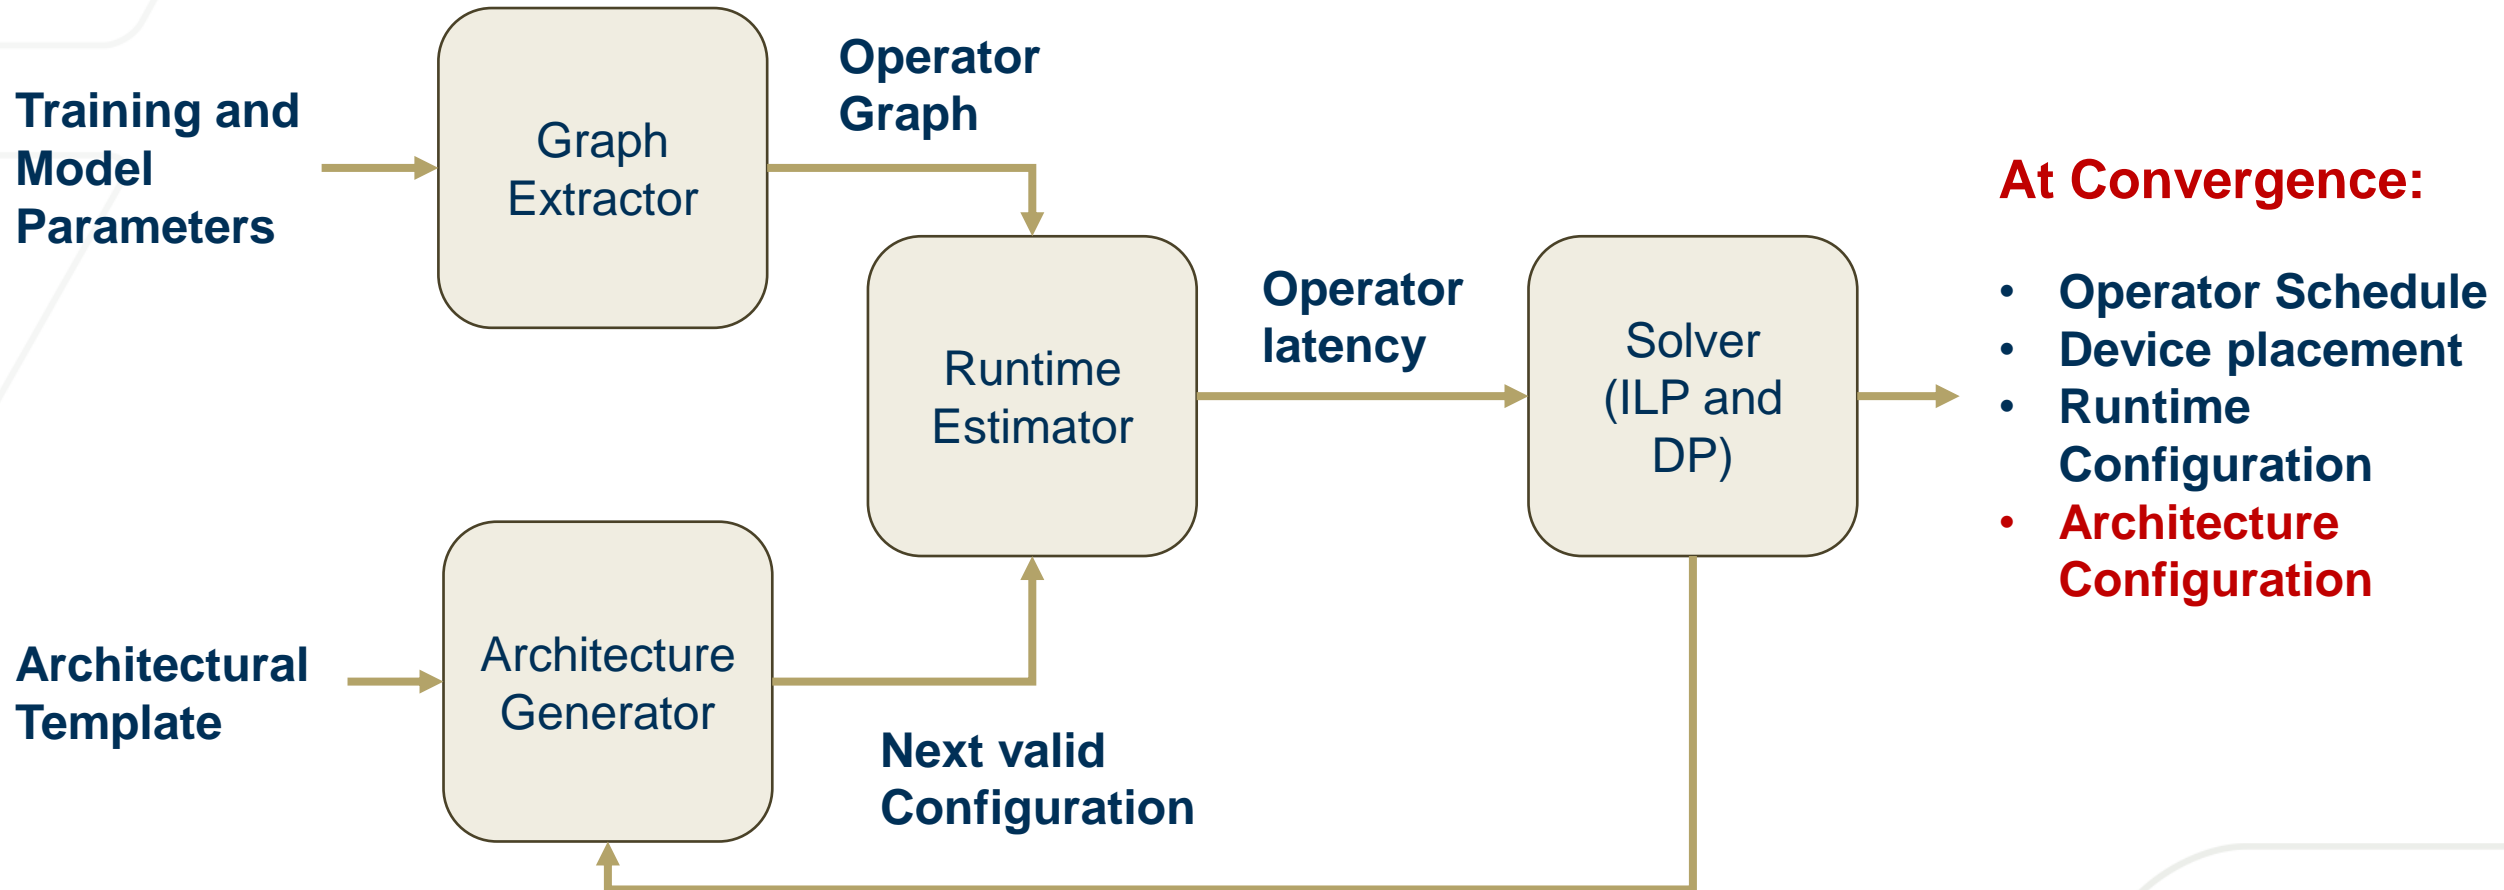 Training and
Model
Parameters
Graph
Extractor
Operator
Graph
Runtime
Estimator
Operator
latency
Solver
(ILP and
DP)
Architectural
Template
Architecture
Generator
Next valid
Configuration
At Convergence:
• Operator Schedule
• Device placement
• Runtime
Configuration
• Architecture
Configuration